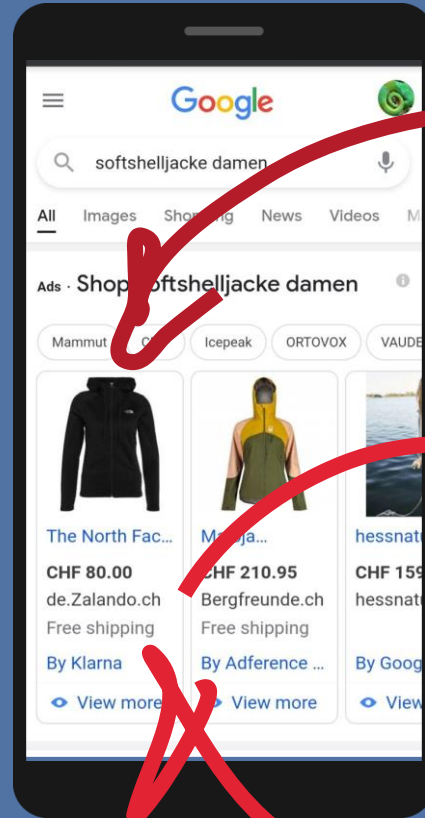 Google
softshelljacke damen
All Images Shopping News Videos M
Ads · Shop softshelljacke damen
Mammut Icepeak ORTOVOX VAUDE
The North Fac...
CHF 80.00
de.Zalando.ch
Free shipping
By Klarna
View more
CHF 210.95
Bergfreunde.ch
Free shipping
By Adference ...
View more
hessnatu
CHF 159
hessnatu
By Goog
View